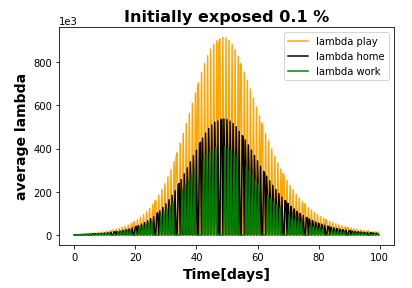 Initially exposed 0.1 %
1e3
lambda play
lambda home
lambda work
average lambda
800
600
400
200
0
0 20 40 60 80 100
Time[days]